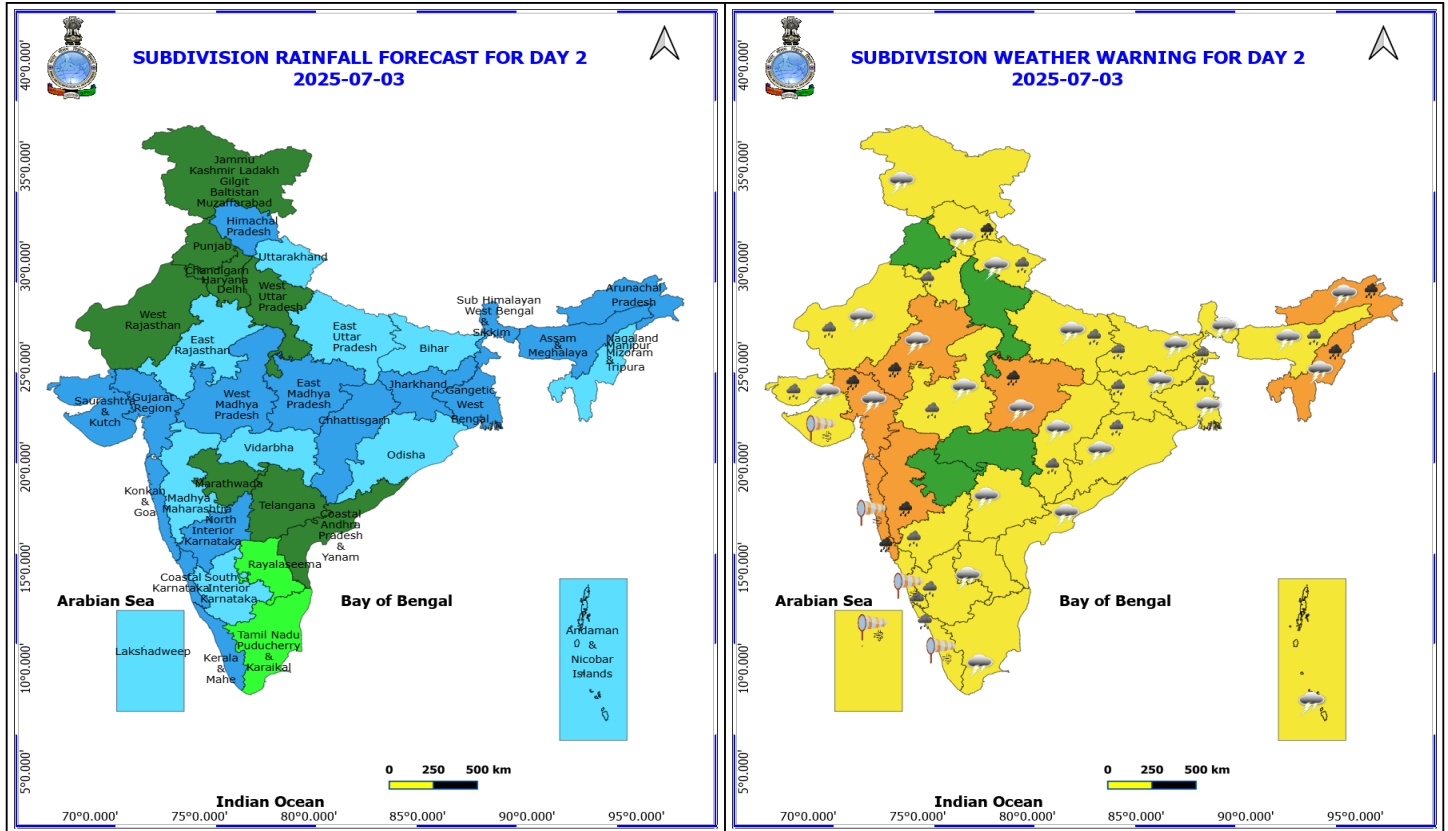 SUBDIVISION RAINFALL FORECAST FOR DAY 2
2025-07-03
40°0.000'
35°0.000'
30°0.000'
25°0.000'
20°0.000'
15°0.000'
10°0.000'
5°0.000'
Jammu
Kashmir Ladakh
Gilgit
Baltistan
Muzaffarabad
Himachal
Pradesh
Punjab
Uttarakhand
Chandigarh
Haryana
Delhi
West
Uttar
Pradesh
West
Rajasthan
East
Rajasthan
East
Uttar
Pradesh
Bihar
Sub Himalayan
West Bengal
&
Sikkim
Arunachal
Pradesh
Assam
&
Meghalaya
Nagaland
Manipur
Mizoram
&
Tripura
Saurashtra
&
Kutch
Gujarat
Region
West
Madhya
Pradesh
East
Madhya
Pradesh
Jharkhand
Gangetic
West
Bengal
Chhattisgarh
Vidarbha
Odisha
Konkan
&
Goa
Madhya
Maharashtra
Marathwada
Telangana
North
Interior
Karnataka
Coastal
Andhra
Pradesh
&
Yanam
Rayalaseema
Coastal
Karnataka
South
Interior
Karnataka
Tamil Nadu
Puducherry
&
Karaikal
Kerala
&
Mahe
Lakshadweep
Andaman
&
Nicobar
Islands
Arabian Sea
Bay of Bengal
0 250 500 km
Indian Ocean
70°0.000' 75°0.000' 80°0.000' 85°0.000' 90°0.000' 95°0.000'
SUBDIVISION WEATHER WARNING FOR DAY 2
2025-07-03
40°0.000'
35°0.000'
30°0.000'
25°0.000'
20°0.000'
15°0.000'
10°0.000'
5°0.000'
Arabian Sea
Bay of Bengal
0 250 500 km
Indian Ocean
70°0.000' 75°0.000' 80°0.000' 85°0.000' 90°0.000' 95°0.000'